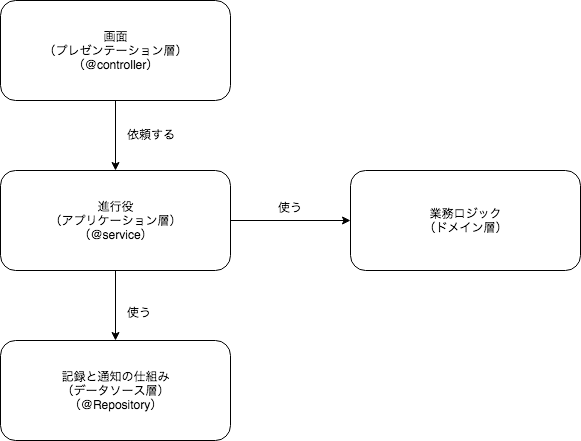 画面
（プレゼンテーション層）
（@controller）
依頼する
進行役
（アプリケーション層）
（@service）
使う
業務ロジック
（ドメイン層）
使う
記録と通知の仕組み
（データソース層）
（@Repository）